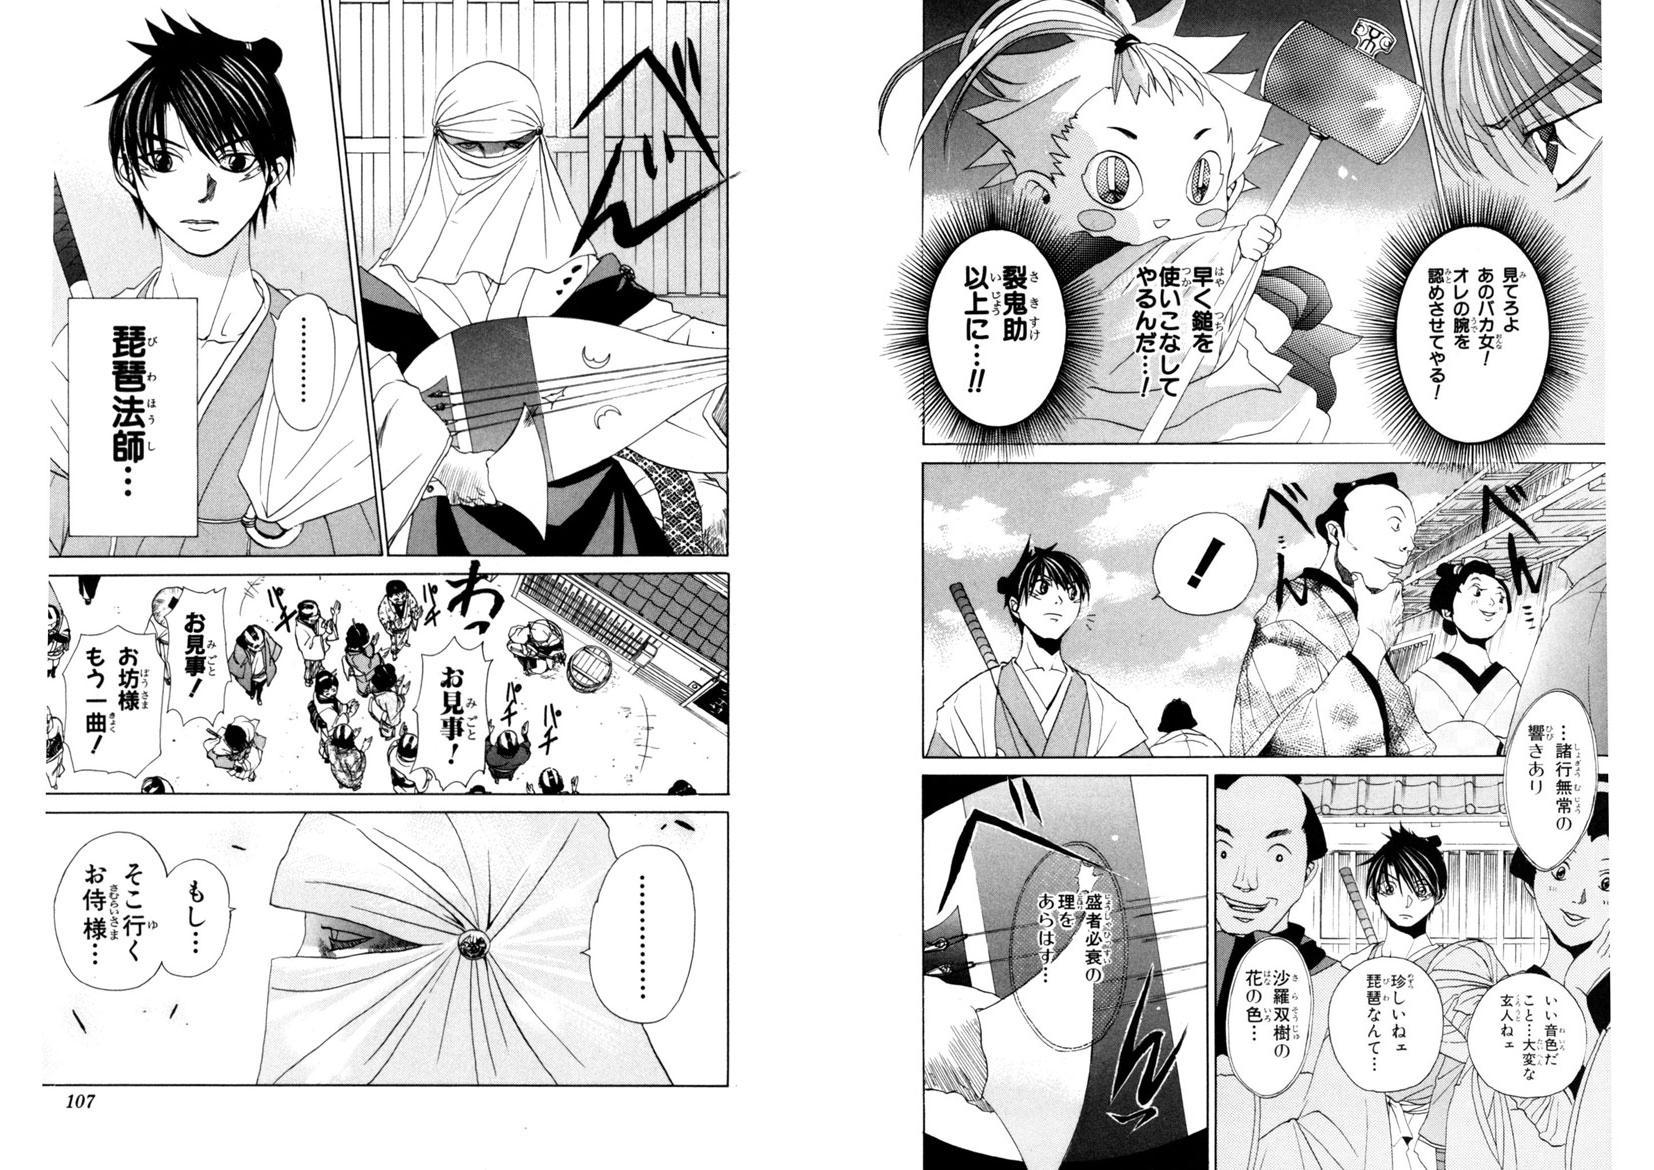 見てろよ
あのバカ女！
オレの腕を
認めさせてやる！
早く鎚を
使いこなして
やるんだ…！
裂鬼助
以上に…!!
べん
べん
！
…諸行無常の
響きあり
いい音色だ
こと…大変な
玄人ねェ
珍しいねェ
琵琶なんて…
沙羅双樹の
花の色…
盛者必衰の
理を
あらはす…
べん
べん
…………
琵琶法師…
わっ
パチ
パチ
パチ
パチ
お見事！
お見事！
お坊様
もう一曲！
…………
もし…
そこ行く
お侍様…
107